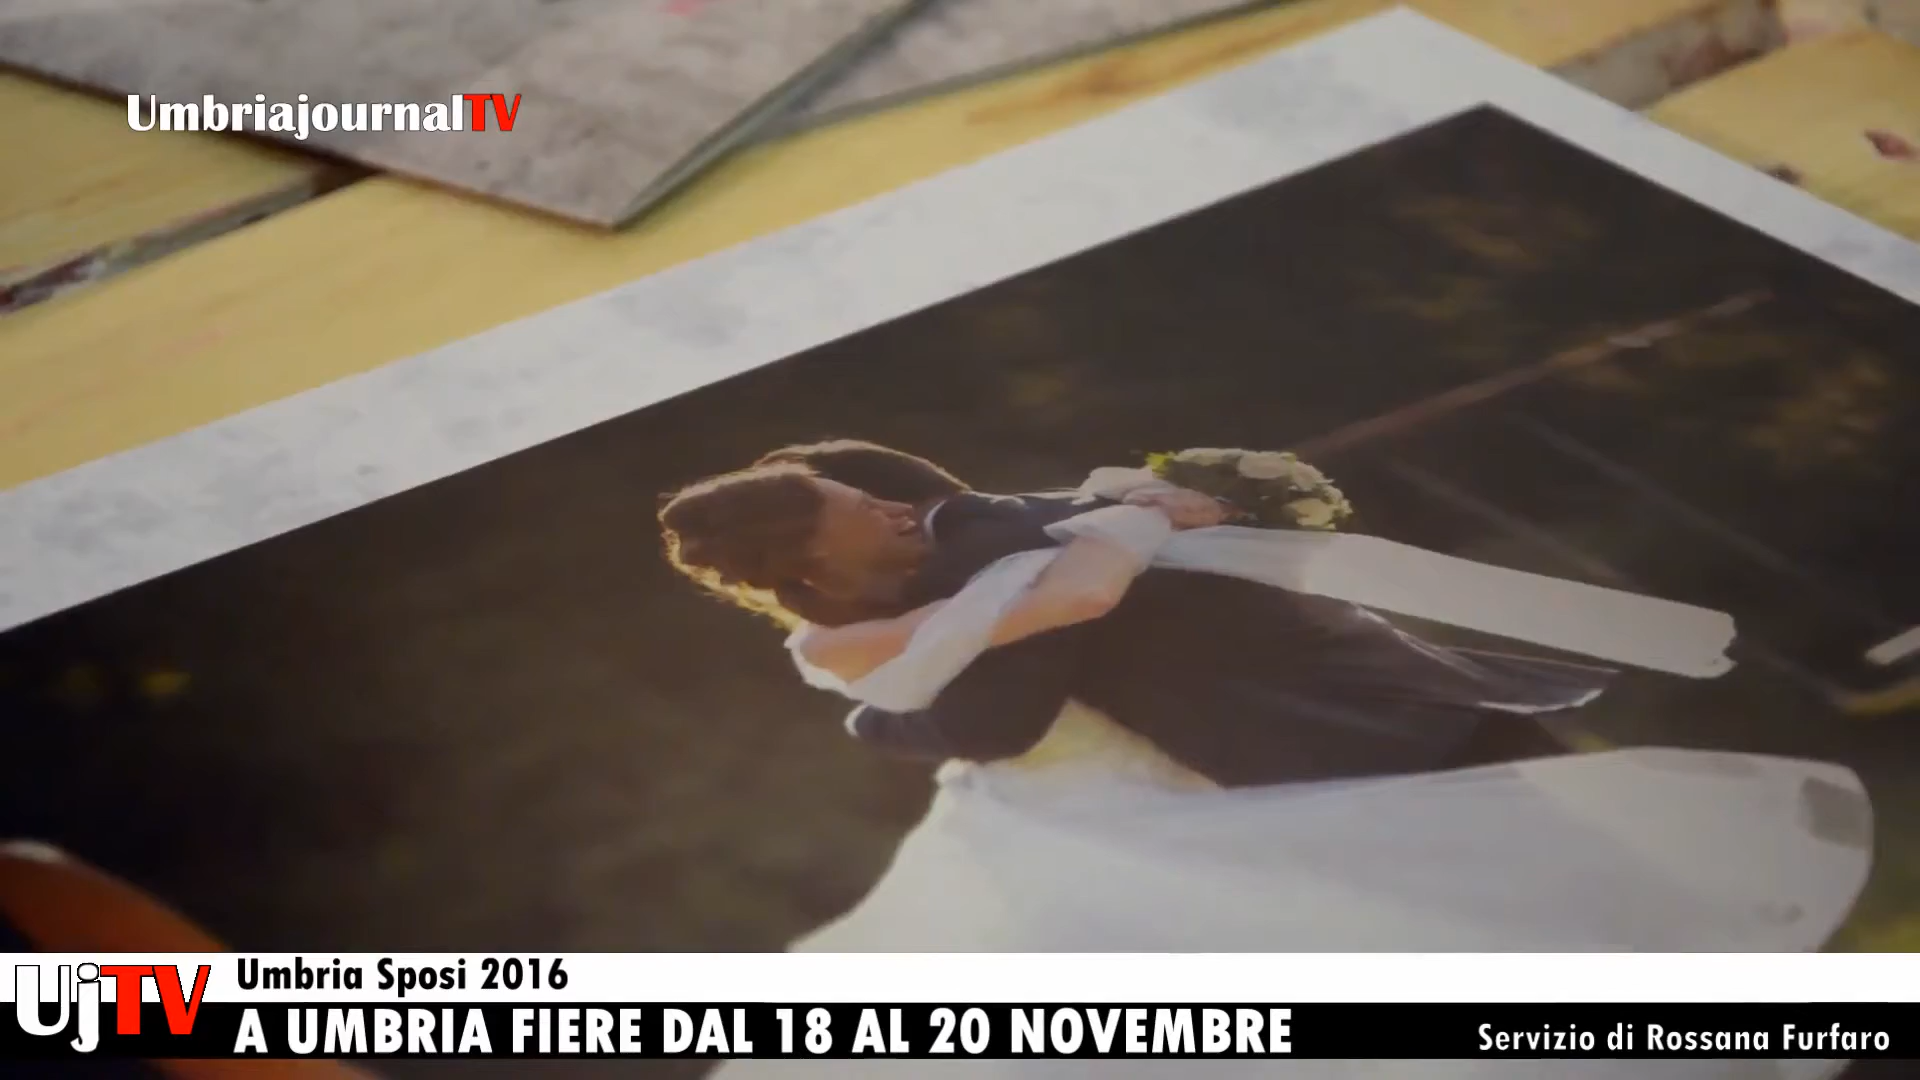 UmbriajournalTV
UjTV
Umbria Sposi 2016
A UMBRIA FIERE DAL 18 AL 20 NOVEMBRE
Servizio di Rossana Furfaro